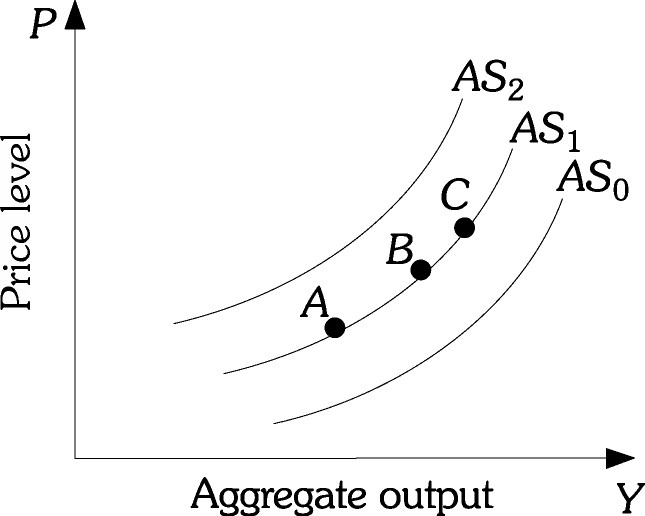 P
AS₂
AS₁
AS₀
C
B
A
Price level
Aggregate output
Y